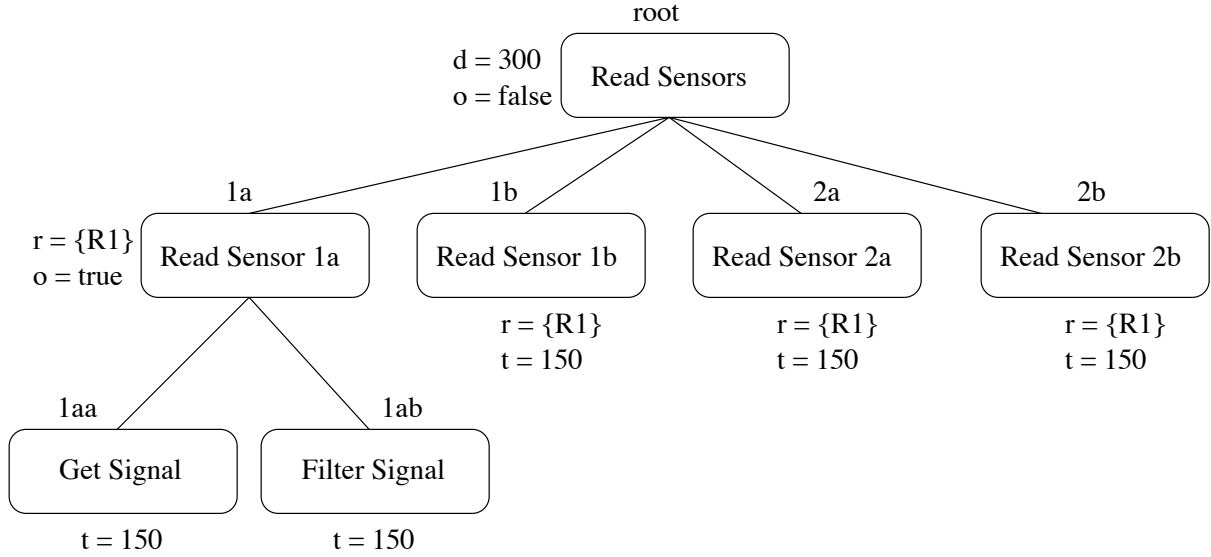 root
d = 300
o = false
Read Sensors
1a
1b
2a
2b
r = {R1}
o = true
Read Sensor 1a
Read Sensor 1b
Read Sensor 2a
Read Sensor 2b
r = {R1}
t = 150
r = {R1}
t = 150
r = {R1}
t = 150
1aa
1ab
Get Signal
Filter Signal
t = 150
t = 150